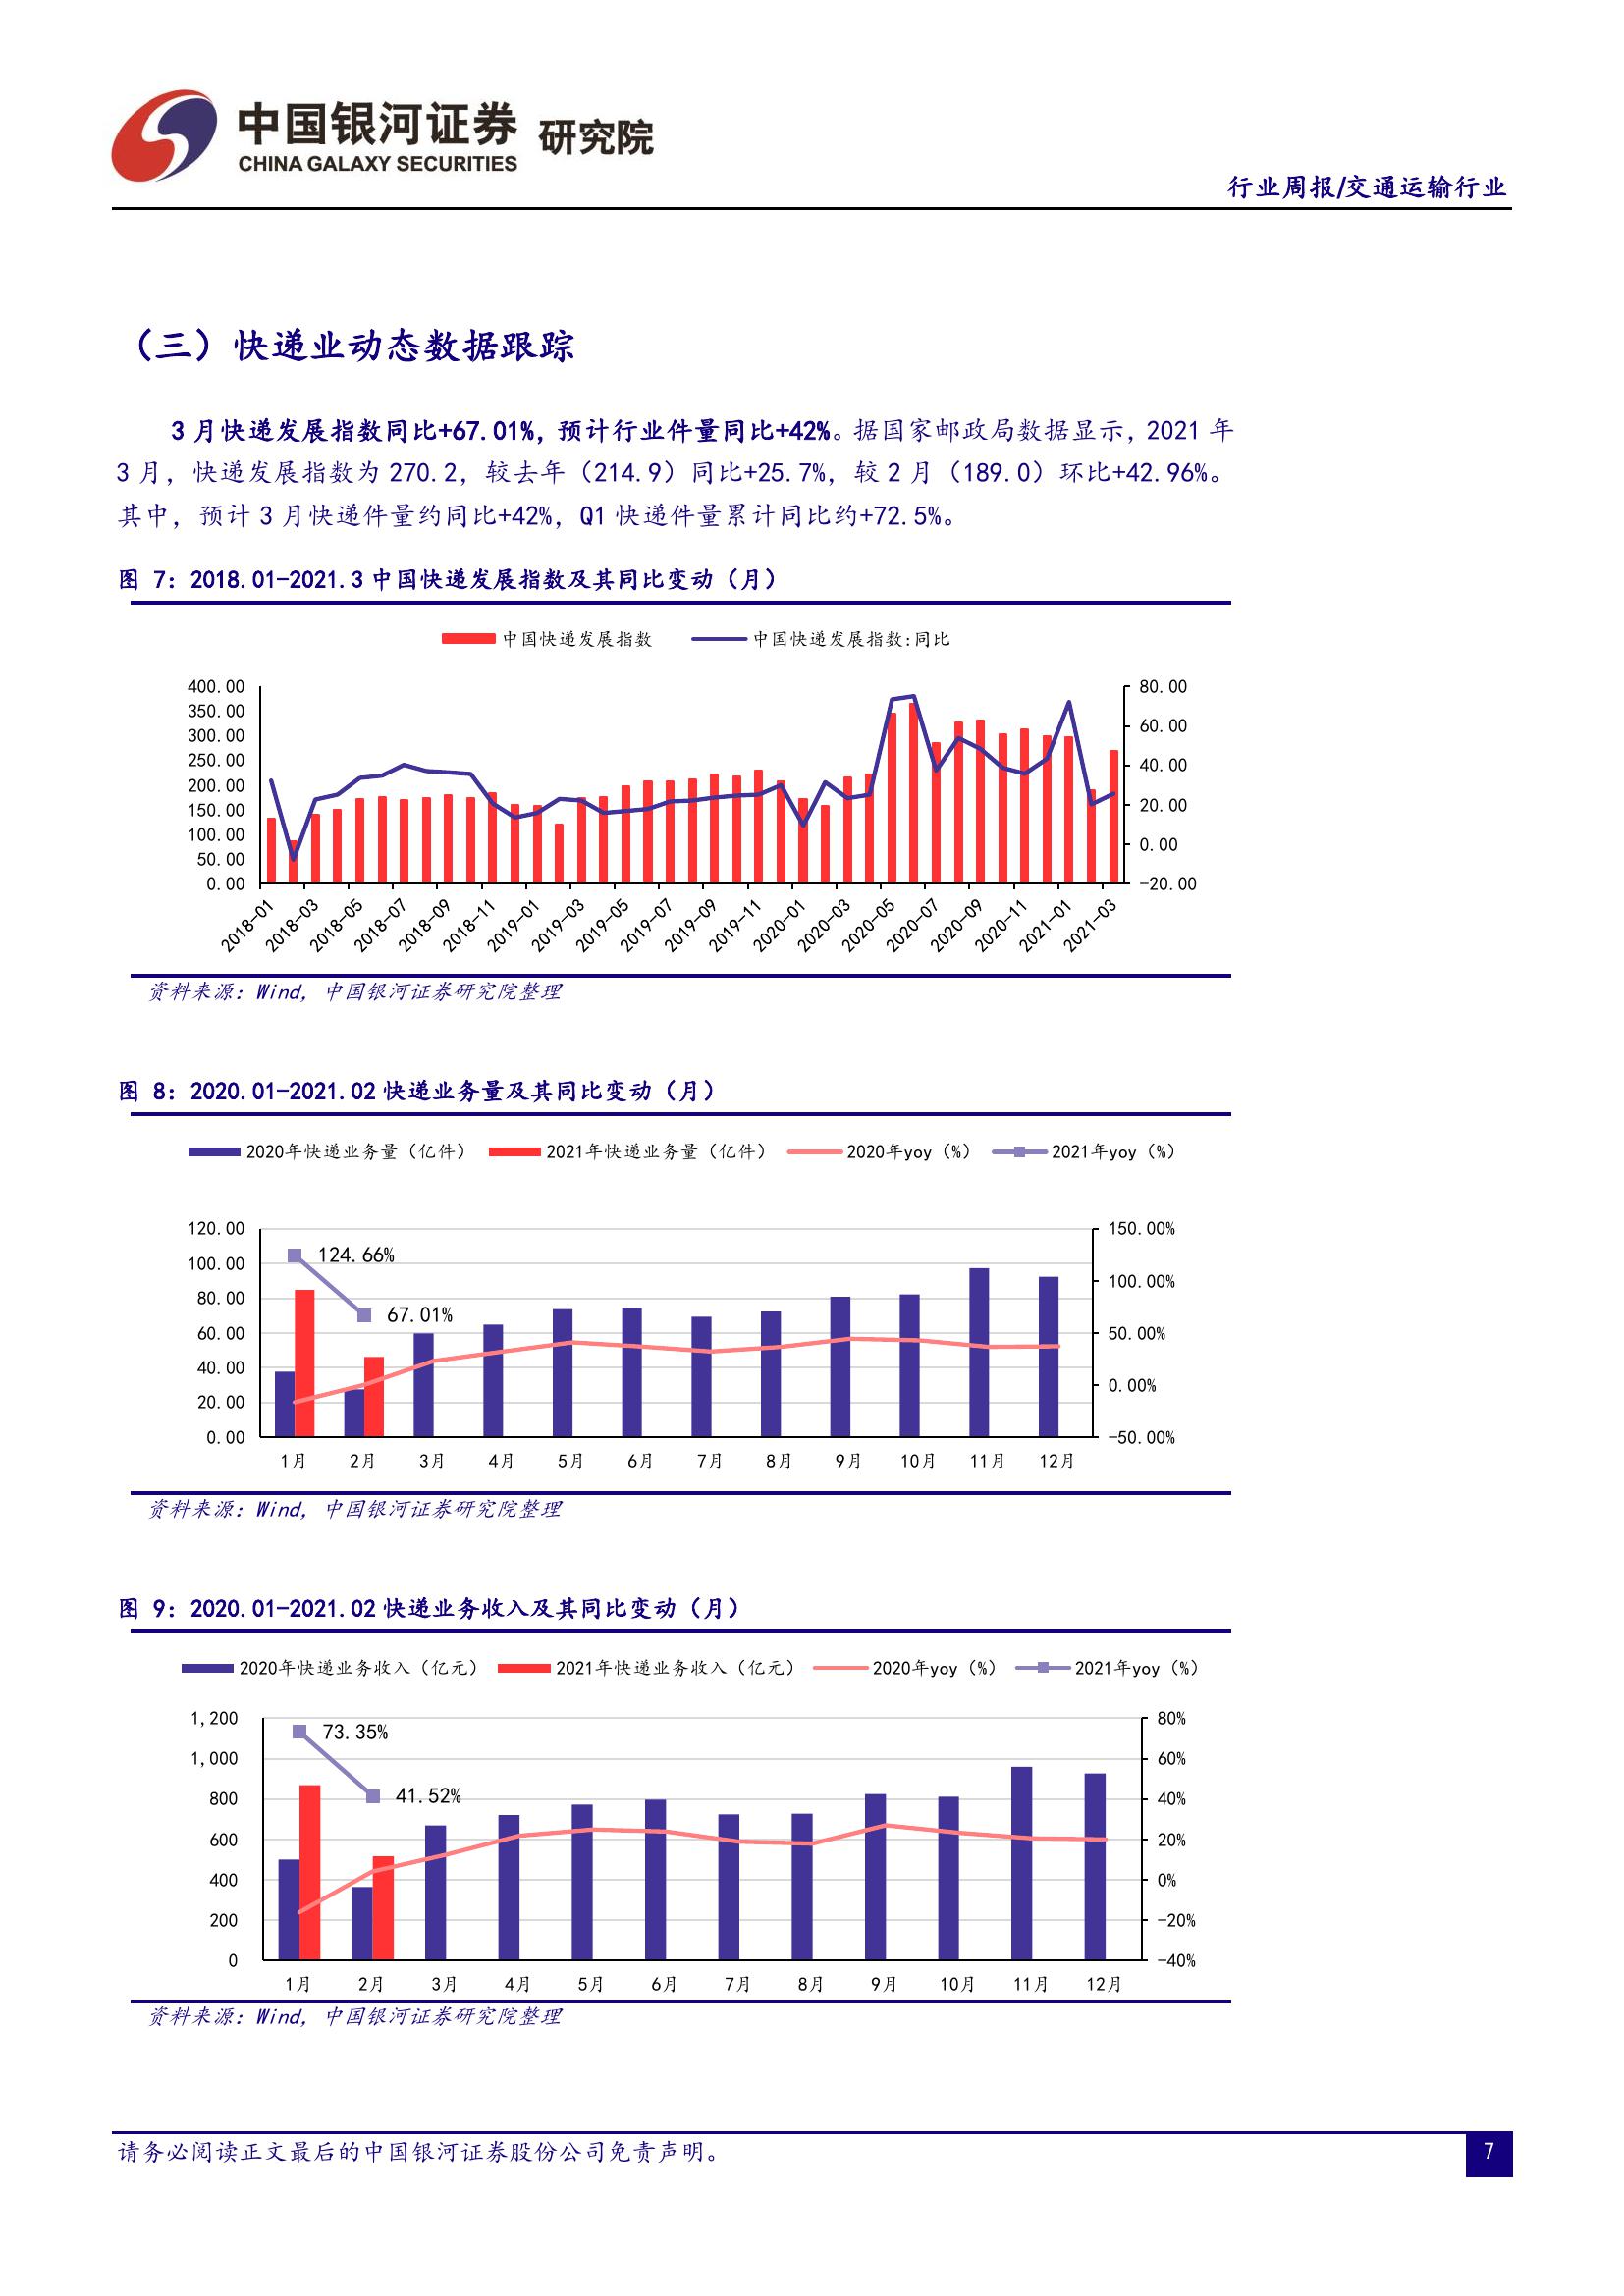 中国银河证券 研究院
CHINA GALAXY SECURITIES
行业周报/交通运输行业
（三）快递业动态数据跟踪
3 月快递发展指数同比+67.01%，预计行业件量同比+42%。据国家邮政局数据显示，2021 年
3 月，快递发展指数为 270.2，较去年（214.9）同比+25.7%，较 2 月（189.0）环比+42.96%。
其中，预计 3 月快递件量约同比+42%，Q1 快递件量累计同比约+72.5%。
图 7：2018.01-2021.3 中国快递发展指数及其同比变动（月）
中国快递发展指数 中国快递发展指数:同比
400.00 80.00
350.00
300.00 60.00
250.00 40.00
200.00
150.00 20.00
100.00 0.00
50.00
0.00 -20.00
2018-01 2018-03 2018-05 2018-07 2018-09 2018-11 2019-01 2019-03 2019-05 2019-07 2019-09 2019-11 2020-01 2020-03 2020-05 2020-07 2020-09 2020-11 2021-01 2021-03
资料来源：Wind，中国银河证券研究院整理
图 8：2020.01-2021.02 快递业务量及其同比变动（月）
2020年快递业务量（亿件） 2021年快递业务量（亿件） 2020年yoy（%） 2021年yoy（%）
120.00 150.00%
124.66%
100.00 100.00%
80.00
67.01%
60.00 50.00%
40.00 0.00%
20.00
0.00 -50.00%
1月 2月 3月 4月 5月 6月 7月 8月 9月 10月 11月 12月
资料来源：Wind，中国银河证券研究院整理
图 9：2020.01-2021.02 快递业务收入及其同比变动（月）
2020年快递业务收入（亿元） 2021年快递业务收入（亿元） 2020年yoy（%） 2021年yoy（%）
1,200 80%
73.35%
1,000 60%
800 41.52% 40%
600 20%
400 0%
200 -20%
0 -40%
1月 2月 3月 4月 5月 6月 7月 8月 9月 10月 11月 12月
资料来源：Wind，中国银河证券研究院整理
请务必阅读正文最后的中国银河证券股份公司免责声明。
7